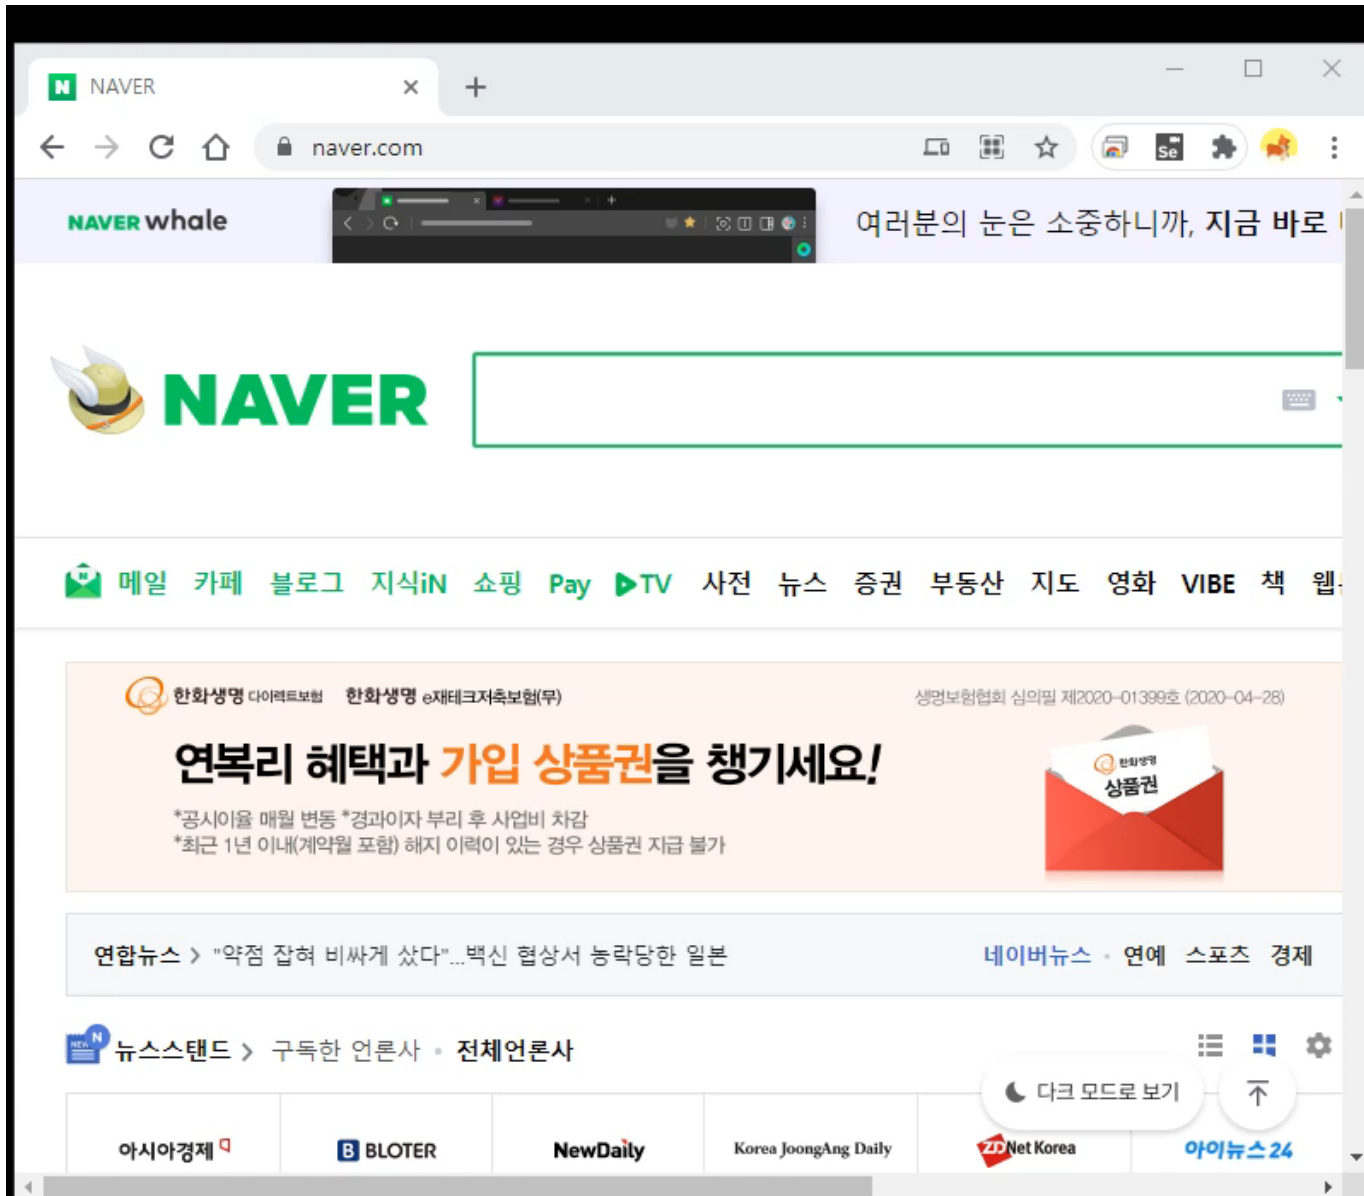 NAVER
naver.com
NAVER whale 여러분의 눈은 소중하니까, 지금 바로
NAVER
메일 카페 블로그 지식iN 쇼핑 Pay TV 사전 뉴스 증권 부동산 지도 영화 VIBE 책
한화생명 다이렉트보험 한화생명 e재테크저축보험(무) 생명보험협회 심의필 제2020-01399호 (2020-04-28)
연복리 혜택과 가입 상품권을 챙기세요!
한화생명
상품권
*공시이율 매월 변동 *경과이자 부리 후 사업비 차감
*최근 1년 이내(계약월 포함) 해지 이력이 있는 경우 상품권 지급 불가
연합뉴스 > "약점 잡혀 비싸게 샀다"...백신 협상서 농락당한 일본 네이버뉴스 · 연예 스포츠 경제
뉴스스탠드 > 구독한 언론사 · 전체언론사
다크 모드로 보기
아시아경제 BLOTER NewDaily Korea JoongAng Daily ZDNet Korea 아이뉴스24